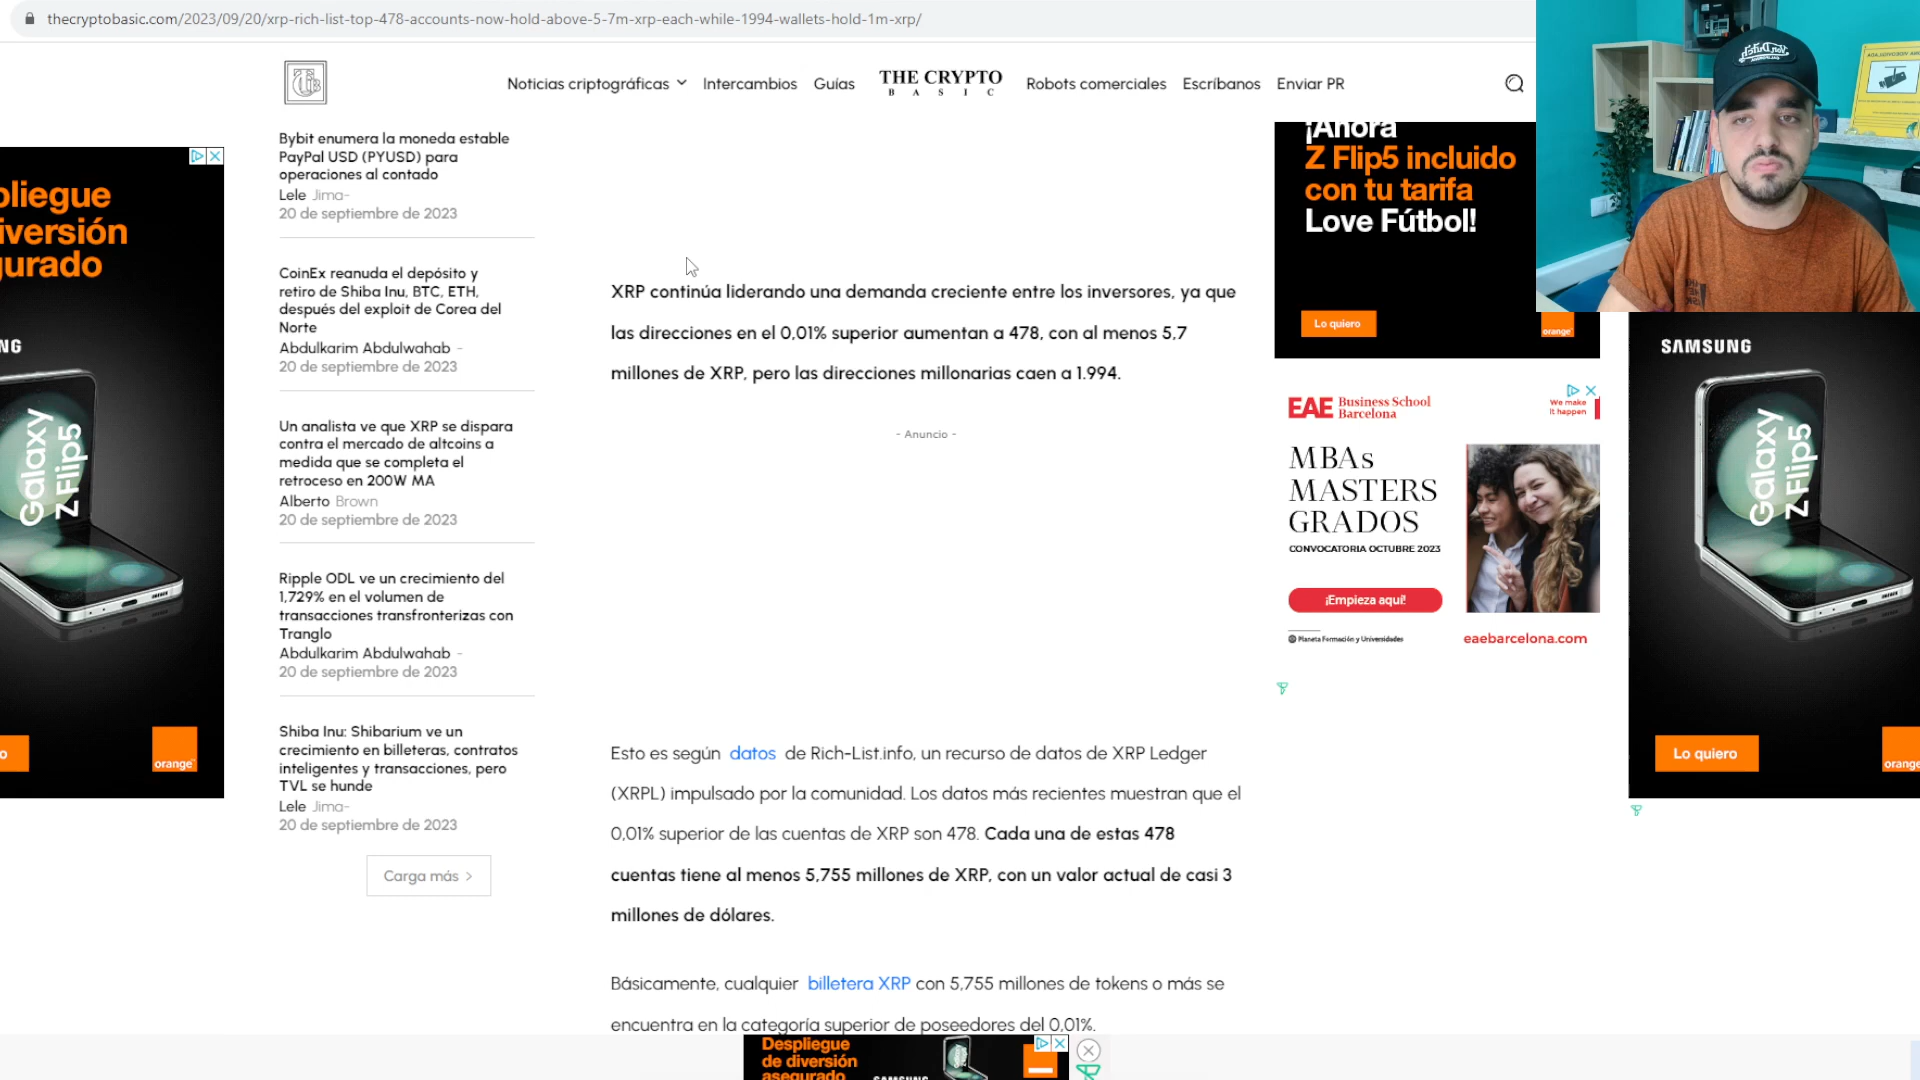 thecryptobasic.com/2023/09/20/xrp-rich-list-top-478-accounts-now-hold-above-5-7m-xrp-each-while-1994-wallets-hold-1m-xrp/
Noticias criptográficas
Intercambios
Guías
THE CRYPTO
BASIC
Robots comerciales
Escríbanos
Enviar PR
Bybit enumera la moneda estable
PayPal USD (PYUSD) para
operaciones al contado
Lele Jima-
20 de septiembre de 2023
CoinEx reanuda el depósito y
retiro de Shiba Inu, BTC, ETH,
después del exploit de Corea del
Norte
Abdulkarim Abdulwahab -
20 de septiembre de 2023
Un analista ve que XRP se dispara
contra el mercado de altcoins a
medida que se completa el
retroceso en 200W MA
Alberto Brown
20 de septiembre de 2023
Ripple ODL ve un crecimiento del
1,729% en el volumen de
transacciones transfronterizas con
Tranglo
Abdulkarim Abdulwahab -
20 de septiembre de 2023
Shiba Inu: Shibarium ve un
crecimiento en billeteras, contratos
inteligentes y transacciones, pero
TVL se hunde
Lele Jima-
20 de septiembre de 2023
Carga más >
XRP continúa liderando una demanda creciente entre los inversores, ya que
las direcciones en el 0,01% superior aumentan a 478, con al menos 5,7
millones de XRP, pero las direcciones millonarias caen a 1.994.
- Anuncio -
Esto es según datos de Rich-List.info, un recurso de datos de XRP Ledger
(XRPL) impulsado por la comunidad. Los datos más recientes muestran que el
0,01% superior de las cuentas de XRP son 478. Cada una de estas 478
cuentas tiene al menos 5,755 millones de XRP, con un valor actual de casi 3
millones de dólares.
Básicamente, cualquier billetera XRP con 5,755 millones de tokens o más se
encuentra en la categoría superior de poseedores del 0,01%.
pliegue
iversión
urado
NG
Galaxy
Z Flip5
o
orange
¡Ahora
Z Flip5 incluido
con tu tarifa
Love Fútbol!
Lo quiero
orange
EAE Business School
Barcelona
We make
it happen
MBAs
MASTERS
GRADOS
CONVOCATORIA OCTUBRE 2023
¡Empieza aquí!
Planeta Formación y Universidades
eaebarcelona.com
SAMSUNG
Galaxy
Z Flip5
Lo quiero
orange
Despliegue
de diversión
asegurado
SAMSUNG
Von Dutch